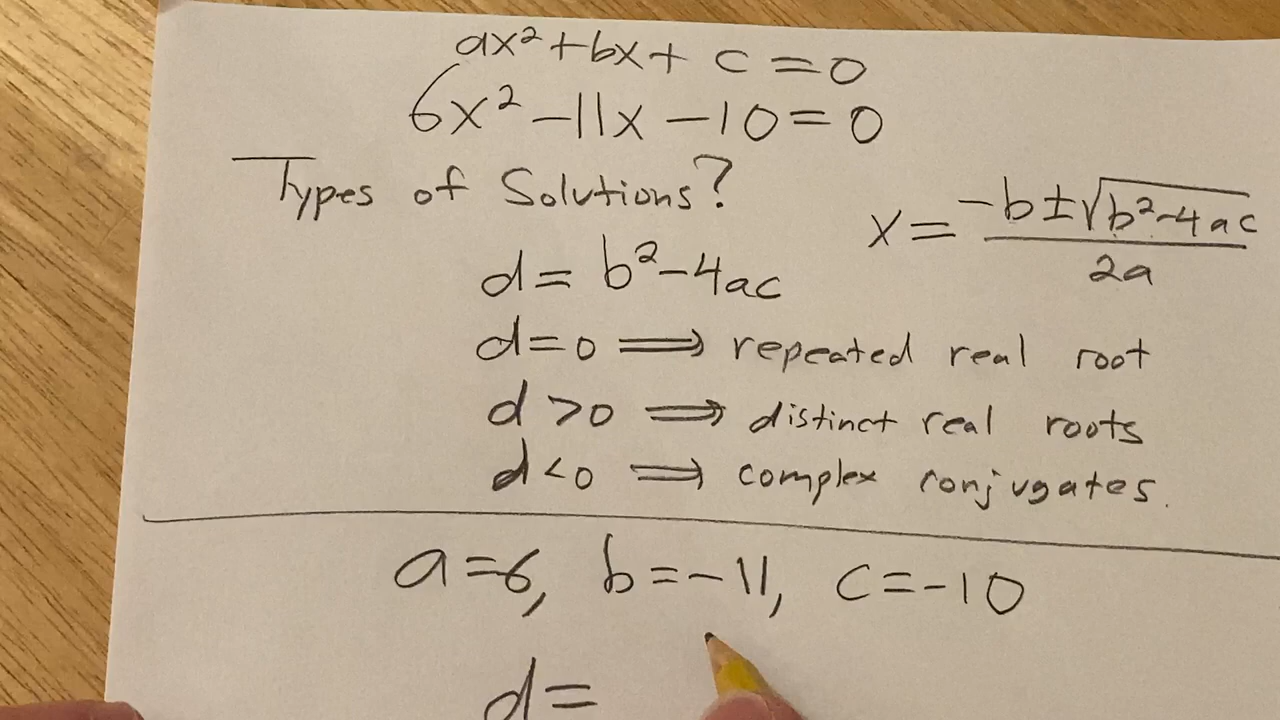 ax²+bx+c=0
6x²-11x-10=0
Types of Solutions?
x=-b±√b²-4ac/2a
d=b²-4ac
d=0⟹repeated real root
d>0⟹distinct real roots
d<0⟹complex conjugates.
a=6, b=-11, c=-10
d=